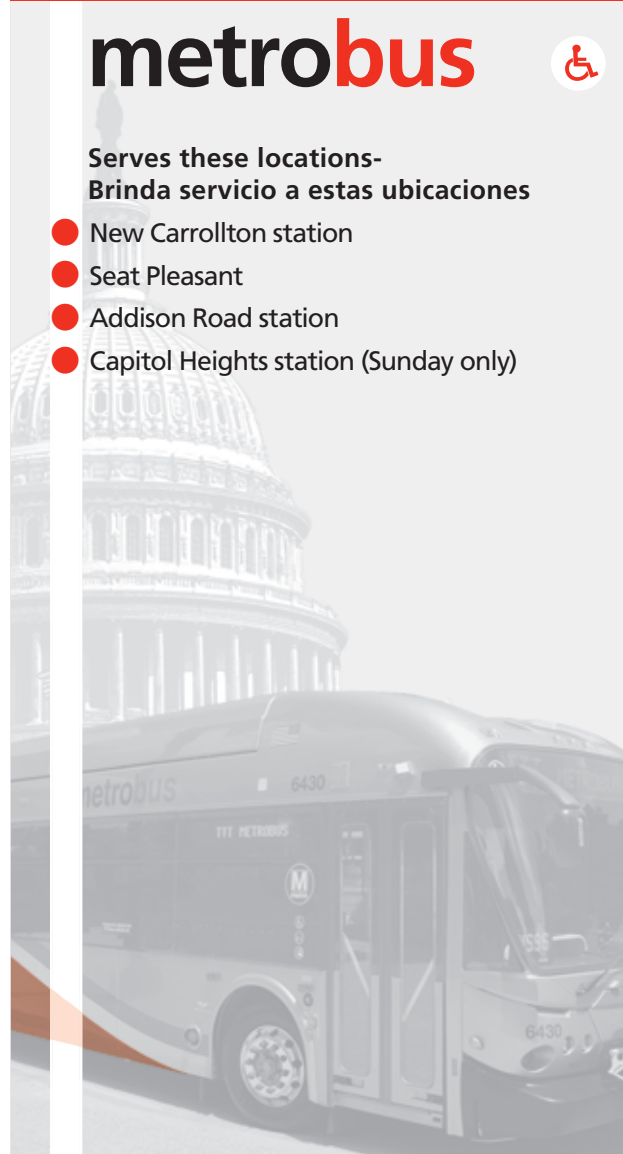 metrobus
Serves these locations-
Brinda servicio a estas ubicaciones
New Carrollton station
Seat Pleasant
Addison Road station
Capitol Heights station (Sunday only)
metrobus
6430
TTT METROBUS
M
6430